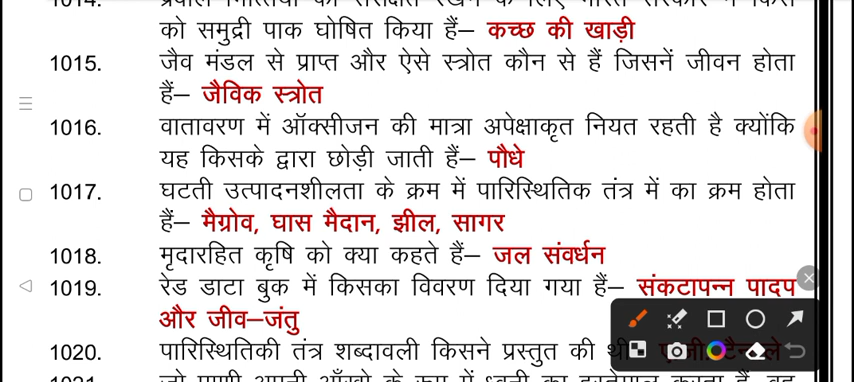 को समुद्री पाक घोषित किया हैं– कच्छ की खाड़ी
1015. जैव मंडल से प्राप्त और ऐसे स्त्रोत कौन से हैं जिसनें जीवन होता
हैं– जैविक स्त्रोत
1016. वातावरण में ऑक्सीजन की मात्रा अपेक्षाकृत नियत रहती है क्योंकि
यह किसके द्वारा छोड़ी जाती हैं– पौधे
1017. घटती उत्पादनशीलता के क्रम में पारिस्थितिक तंत्र में का क्रम होता
हैं– मैग्रोव, घास मैदान, झील, सागर
1018. मृदारहित कृषि को क्या कहते हैं– जल संवर्धन
1019. रेड डाटा बुक में किसका विवरण दिया गया हैं– संकटापन्न पादप
और जीव–जंतु
1020. पारिस्थितिकी तंत्र शब्दावली किसने प्रस्तुत की